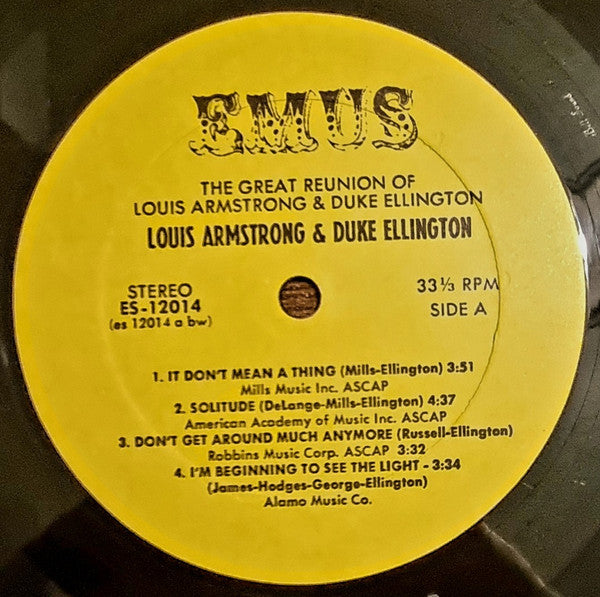 EMUS
THE GREAT REUNION OF
LOUIS ARMSTRONG & DUKE ELLINGTON
LOUIS ARMSTRONG & DUKE ELLINGTON
STEREO
ES-12014
(es 12014 a bw)
33⅓ RPM
SIDE A
1. IT DON'T MEAN A THING (Mills-Ellington) 3:51
Mills Music Inc. ASCAP
2. SOLITUDE (DeLange-Mills-Ellington) 4:37
American Academy of Music Inc. ASCAP
3. DON'T GET AROUND MUCH ANYMORE (Russell-Ellington)
Robbins Music Corp. ASCAP 3:32
4. I'M BEGINNING TO SEE THE LIGHT - 3:34
(James-Hodges-George-Ellington)
Alamo Music Co.